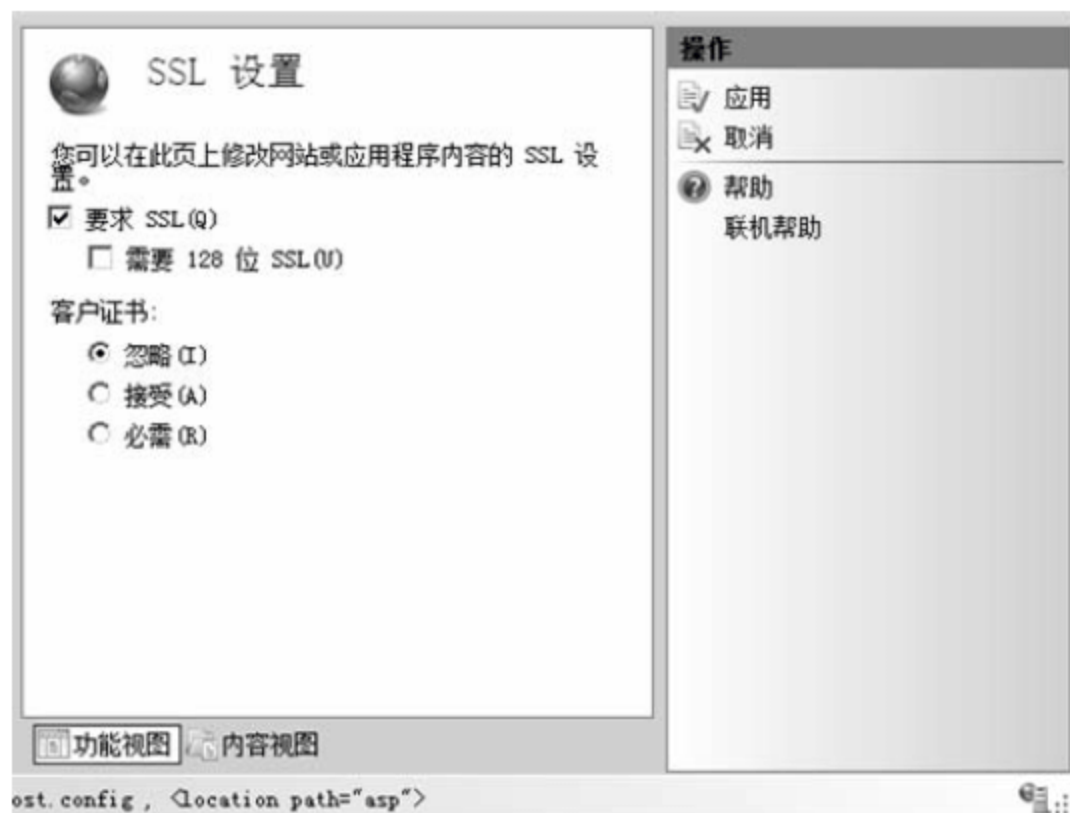 SSL 设置
您可以在此页上修改网站或应用程序内容的 SSL 设
置。
要求 SSL(Q)
需要 128 位 SSL(U)
客户证书:
忽略(I)
接受(A)
必需(R)
功能视图 内容视图
操作
应用
取消
帮助
联机帮助
ost.config , <location path="asp">